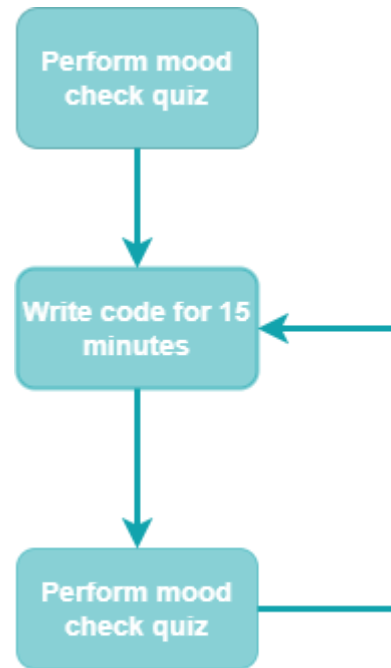 Perform mood
check quiz
Write code for 15
minutes
Perform mood
check quiz